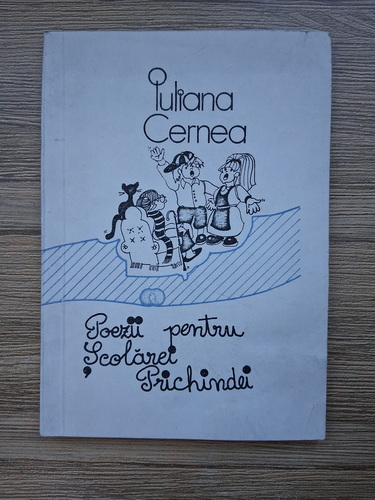 Iuliana
Cernea
Poezii pentru
Școlărei
Prichindei